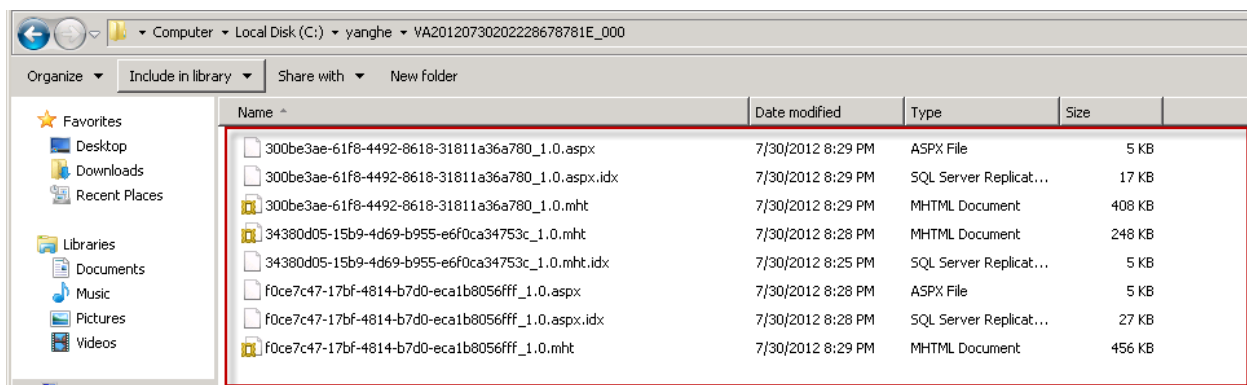 Computer Local Disk (C:) yanghe VA20120730202228678781E_000
Organize Include in library Share with New folder
Favorites
Desktop
Downloads
Recent Places
Libraries
Documents
Music
Pictures
Videos
Name Date modified Type Size
300be3ae-61f8-4492-8618-31811a36a780_1.0.aspx 7/30/2012 8:29 PM ASPX File 5 KB
300be3ae-61f8-4492-8618-31811a36a780_1.0.aspx.idx 7/30/2012 8:29 PM SQL Server Replicat... 17 KB
300be3ae-61f8-4492-8618-31811a36a780_1.0.mht 7/30/2012 8:29 PM MHTML Document 408 KB
34380d05-15b9-4d69-b955-e6f0ca34753c_1.0.mht 7/30/2012 8:28 PM MHTML Document 248 KB
34380d05-15b9-4d69-b955-e6f0ca34753c_1.0.mht.idx 7/30/2012 8:25 PM SQL Server Replicat... 5 KB
f0ce7c47-17bf-4814-b7d0-eca1b8056fff_1.0.aspx 7/30/2012 8:28 PM ASPX File 5 KB
f0ce7c47-17bf-4814-b7d0-eca1b8056fff_1.0.aspx.idx 7/30/2012 8:28 PM SQL Server Replicat... 27 KB
f0ce7c47-17bf-4814-b7d0-eca1b8056fff_1.0.mht 7/30/2012 8:29 PM MHTML Document 456 KB